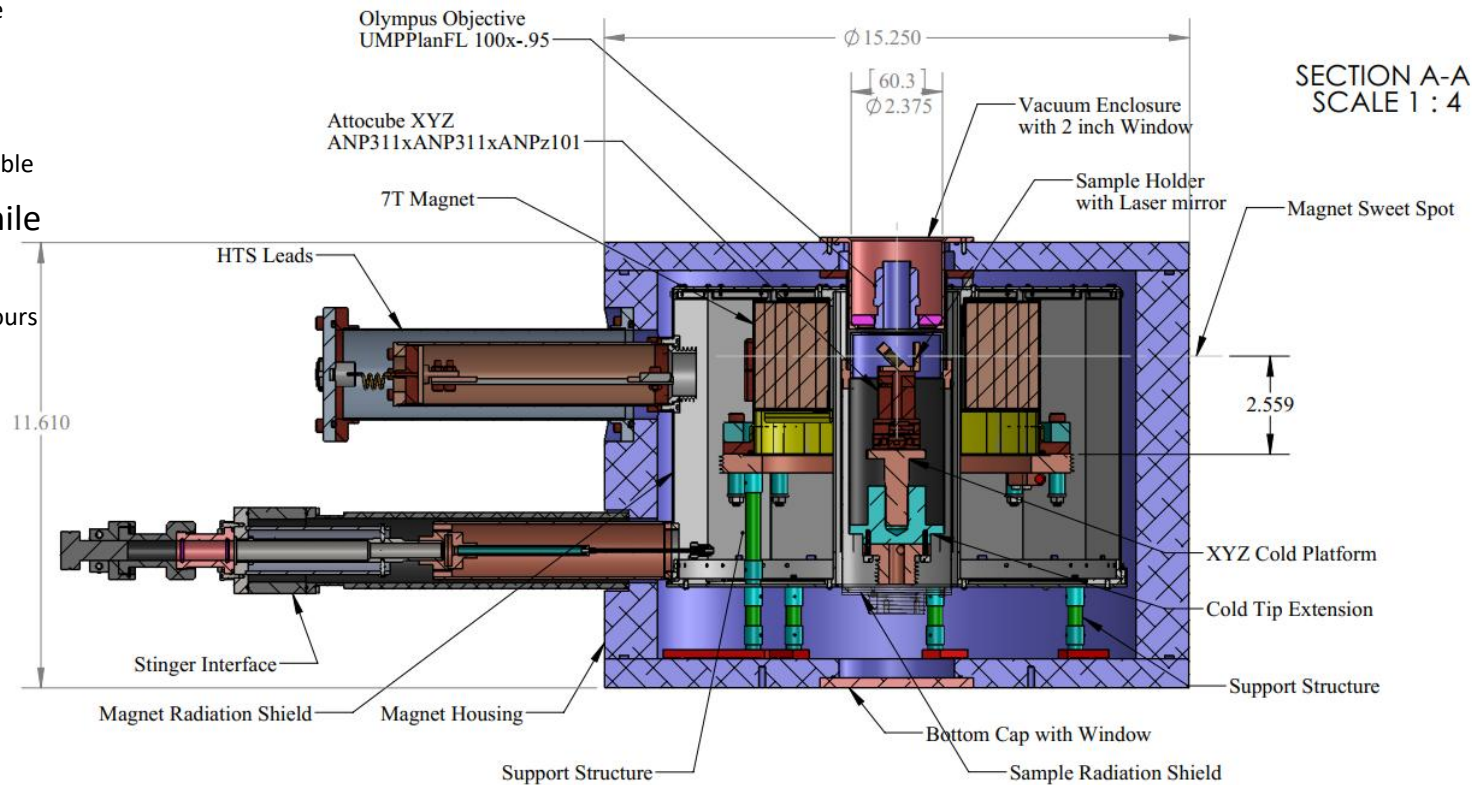 e
ble
nile
ours
Olympus Objective
UMPPlanFL 100x-.95
Attocube XYZ
ANP311xANP311xANPz101
7T Magnet
HTS Leads
11.610
Stinger Interface
Magnet Radiation Shield
Magnet Housing
Support Structure
Ø15.250
[60.3]
Ø2.375
SECTION A-A
SCALE 1 : 4
Vacuum Enclosure
with 2 inch Window
Sample Holder
with Laser mirror
Magnet Sweet Spot
2.559
XYZ Cold Platform
Cold Tip Extension
Support Structure
Bottom Cap with Window
Sample Radiation Shield